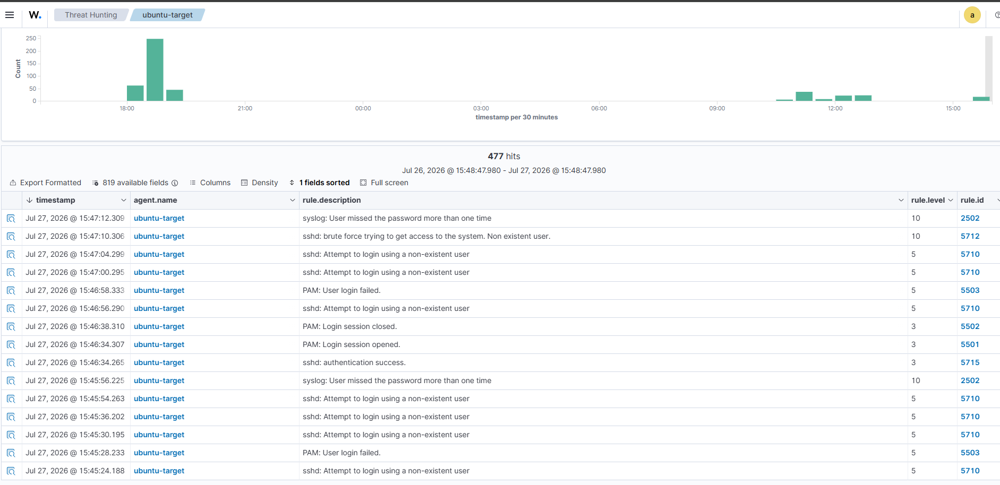 W. Threat Hunting ubuntu-target a
250
200
150
100
50
0
Count
18:00 21:00 00:00 03:00 06:00 09:00 12:00 15:00
timestamp per 30 minutes
477 hits
Jul 26, 2026 @ 15:48:47.980 - Jul 27, 2026 @ 15:48:47.980
Export Formatted 819 available fields Columns Density 1 fields sorted Full screen
timestamp agent.name rule.description rule.level rule.id
Jul 27, 2026 @ 15:47:12.309 ubuntu-target syslog: User missed the password more than one time 10 2502
Jul 27, 2026 @ 15:47:10.306 ubuntu-target sshd: brute force trying to get access to the system. Non existent user. 10 5712
Jul 27, 2026 @ 15:47:04.299 ubuntu-target sshd: Attempt to login using a non-existent user 5 5710
Jul 27, 2026 @ 15:47:00.295 ubuntu-target sshd: Attempt to login using a non-existent user 5 5710
Jul 27, 2026 @ 15:46:58.333 ubuntu-target PAM: User login failed. 5 5503
Jul 27, 2026 @ 15:46:56.290 ubuntu-target sshd: Attempt to login using a non-existent user 5 5710
Jul 27, 2026 @ 15:46:38.310 ubuntu-target PAM: Login session closed. 3 5502
Jul 27, 2026 @ 15:46:34.307 ubuntu-target PAM: Login session opened. 3 5501
Jul 27, 2026 @ 15:46:34.265 ubuntu-target sshd: authentication success. 3 5715
Jul 27, 2026 @ 15:45:56.225 ubuntu-target syslog: User missed the password more than one time 10 2502
Jul 27, 2026 @ 15:45:54.263 ubuntu-target sshd: Attempt to login using a non-existent user 5 5710
Jul 27, 2026 @ 15:45:36.202 ubuntu-target sshd: Attempt to login using a non-existent user 5 5710
Jul 27, 2026 @ 15:45:30.195 ubuntu-target sshd: Attempt to login using a non-existent user 5 5710
Jul 27, 2026 @ 15:45:28.233 ubuntu-target PAM: User login failed. 5 5503
Jul 27, 2026 @ 15:45:24.188 ubuntu-target sshd: Attempt to login using a non-existent user 5 5710